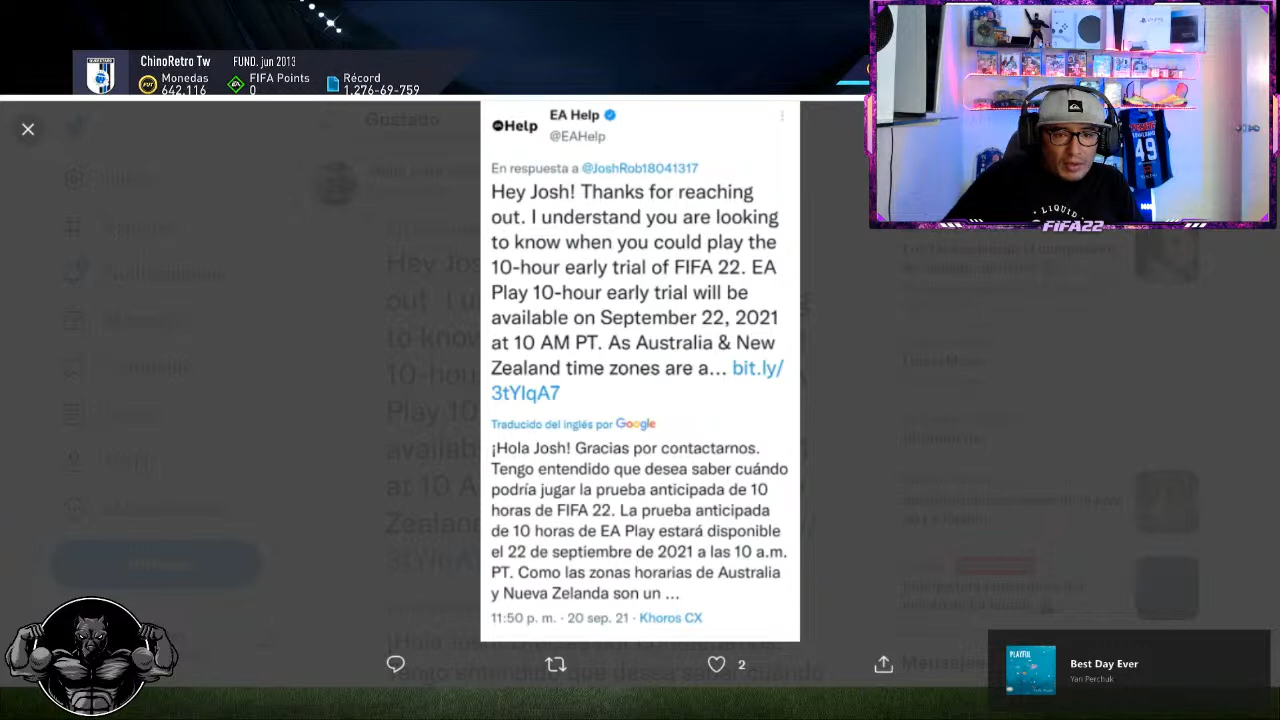 ChinoRetro Tw FUND. jun 2013
Monedas
642,116
FIFA Points
0
Récord
1,276-69-759
Help
EA Help
@EAHelp
En respuesta a @JoshRob18041317
Hey Josh! Thanks for reaching
out. I understand you are looking
to know when you could play the
10-hour early trial of FIFA 22. EA
Play 10-hour early trial will be
available on September 22, 2021
at 10 AM PT. As Australia & New
Zealand time zones are a… bit.ly/
3tYIqA7
Traducido del inglés por Google
¡Hola Josh! Gracias por contactarnos.
Tengo entendido que desea saber cuándo
podría jugar la prueba anticipada de 10
horas de FIFA 22. La prueba anticipada
de 10 horas de EA Play estará disponible
el 22 de septiembre de 2021 a las 10 a.m.
PT. Como las zonas horarias de Australia
y Nueva Zelanda son un …
11:50 p. m. · 20 sep. 21 · Khoros CX
2
49
LIQUID
FIFA22
PLAYFUL
Best Day Ever
Yari Perchuk